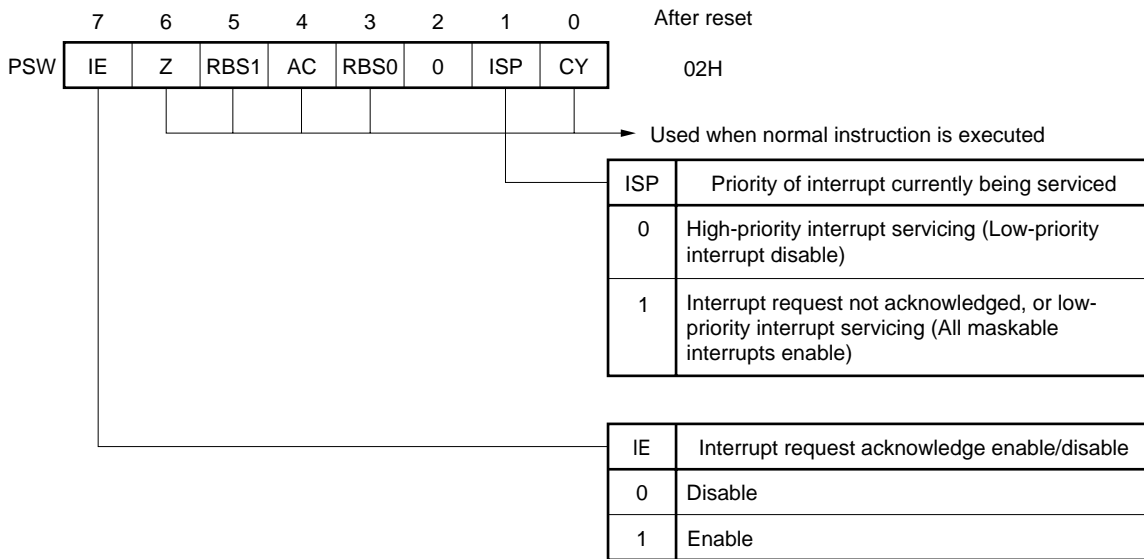 7 6 5 4 3 2 1 0 After reset
PSW IE Z RBS1 AC RBS0 0 ISP CY 02H
Used when normal instruction is executed
ISP Priority of interrupt currently being serviced
0 High-priority interrupt servicing (Low-priority
interrupt disable)
1 Interrupt request not acknowledged, or low-
priority interrupt servicing (All maskable
interrupts enable)
IE Interrupt request acknowledge enable/disable
0 Disable
1 Enable